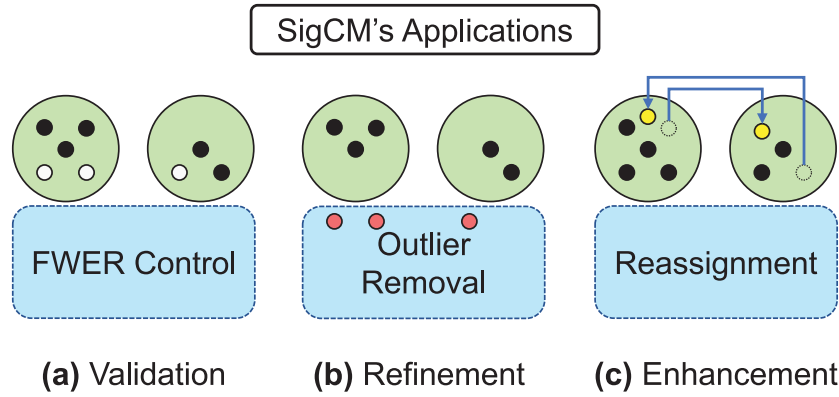 SigCM's Applications
FWER Control
Outlier
Removal
Reassignment
(a) Validation
(b) Refinement
(c) Enhancement